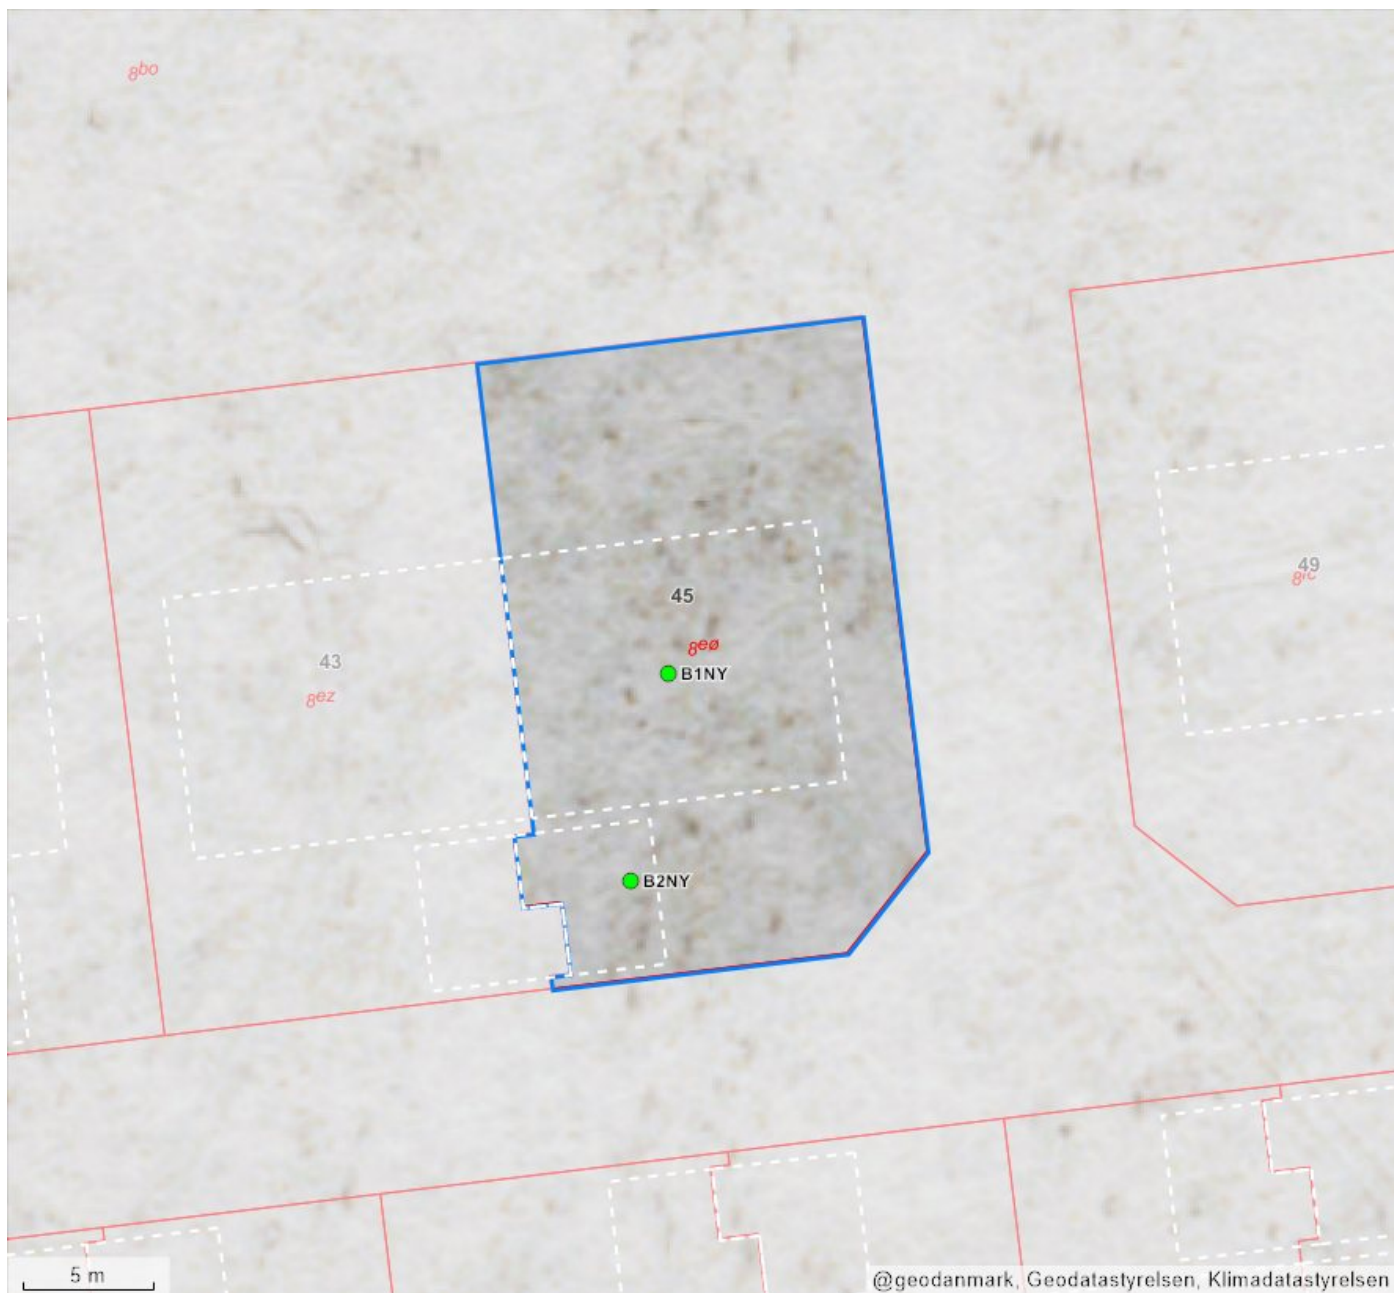 8bo
45
8eø
49
43
8ez
B1NY
B2NY
5 m
@geodanmark, Geodatastyrelsen, Klimadatastyrelsen